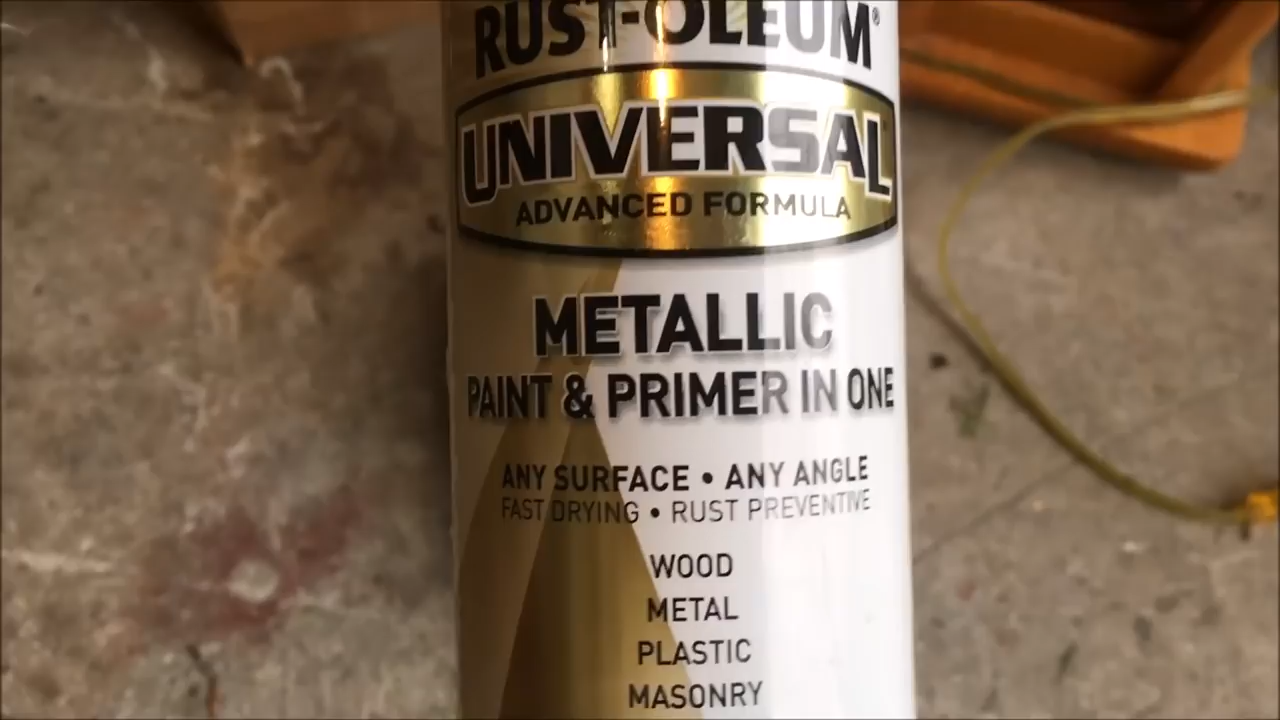 RUST-OLEUM®
UNIVERSAL
ADVANCED FORMULA
METALLIC
PAINT & PRIMER IN ONE
ANY SURFACE • ANY ANGLE
FAST DRYING • RUST PREVENTIVE
WOOD
METAL
PLASTIC
MASONRY